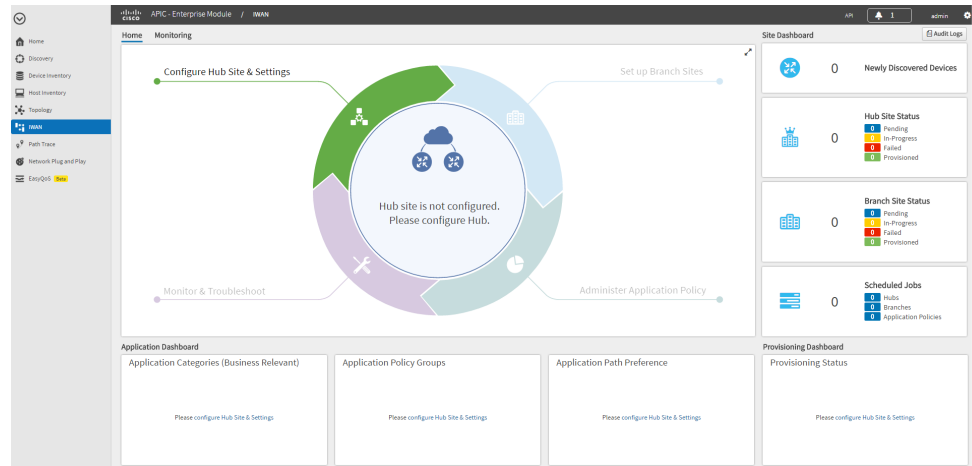 CISCO APIC - Enterprise Module / IWAN API 1 admin
Home
Discovery
Device Inventory
Host Inventory
Topology
IWAN
Path Trace
Network Plug and Play
EasyQoS Beta
Home Monitoring
Configure Hub Site & Settings
Set up Branch Sites
Hub site is not configured.
Please configure Hub.
Monitor & Troubleshoot
Administer Application Policy
Site Dashboard Audit Logs
0 Newly Discovered Devices
Hub Site Status
0
0 Pending
0 In-Progress
0 Failed
0 Provisioned
Branch Site Status
0
0 Pending
0 In-Progress
0 Failed
0 Provisioned
Scheduled Jobs
0
0 Hubs
0 Branches
0 Application Policies
Application Dashboard
Application Categories (Business Relevant)
Please configure Hub Site & Settings
Application Policy Groups
Please configure Hub Site & Settings
Application Path Preference
Please configure Hub Site & Settings
Provisioning Dashboard
Provisioning Status
Please configure Hub Site & Settings